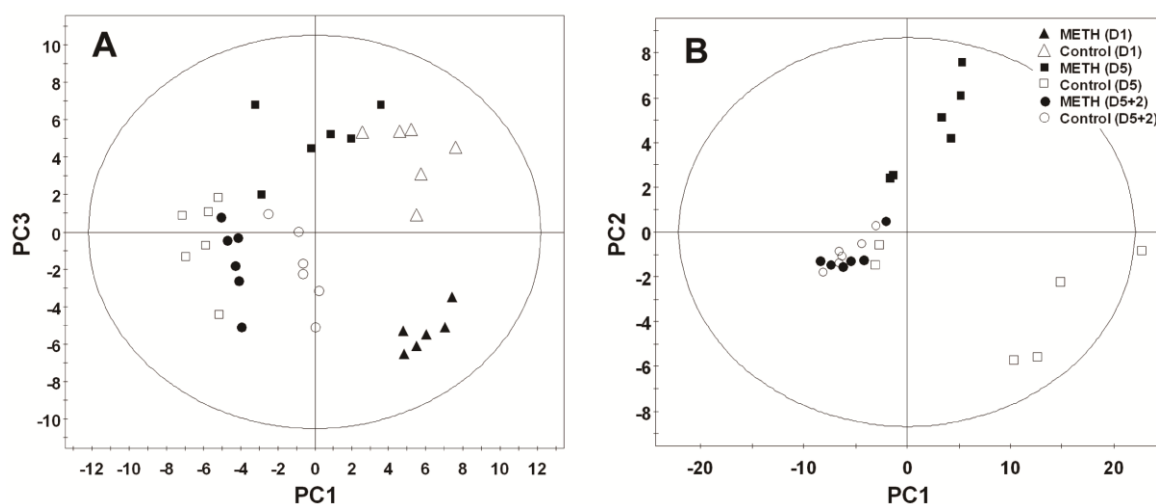 A
10
8
6
4
2
0
-2
-4
-6
-8
-10
PC3
-12 -10 -8 -6 -4 -2 0 2 4 6 8 10 12
PC1
B
8
6
4
2
0
-2
-4
-6
-8
PC2
-20 -10 0 10 20
PC1
METH (D1)
Control (D1)
METH (D5)
Control (D5)
METH (D5+2)
Control (D5+2)